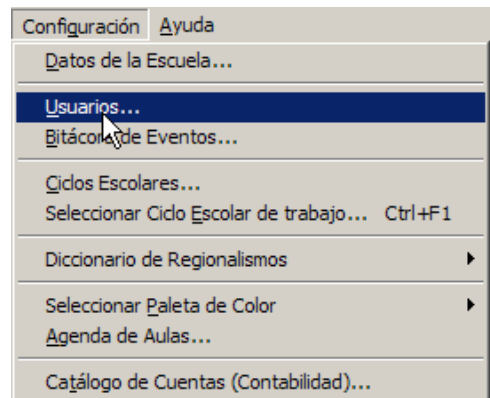 Configuración Ayuda
Datos de la Escuela...
Usuarios...
Bitácora de Eventos...
Ciclos Escolares...
Seleccionar Ciclo Escolar de trabajo... Ctrl+F1
Diccionario de Regionalismos
Seleccionar Paleta de Color
Agenda de Aulas...
Catálogo de Cuentas (Contabilidad)...